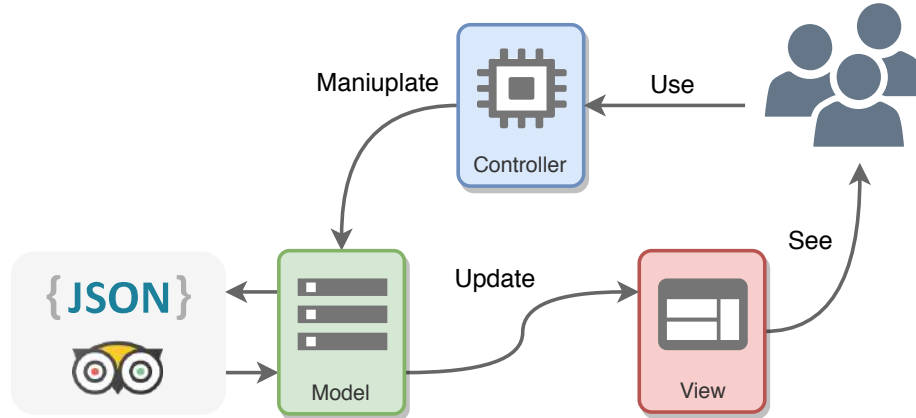 Maniuplate
Use
Controller
{JSON}
Update
See
Model
View